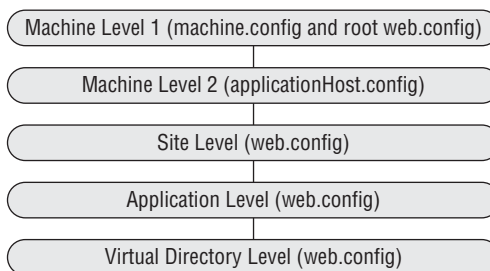 Machine Level 1 (machine.config and root web.config)
Machine Level 2 (applicationHost.config)
Site Level (web.config)
Application Level (web.config)
Virtual Directory Level (web.config)